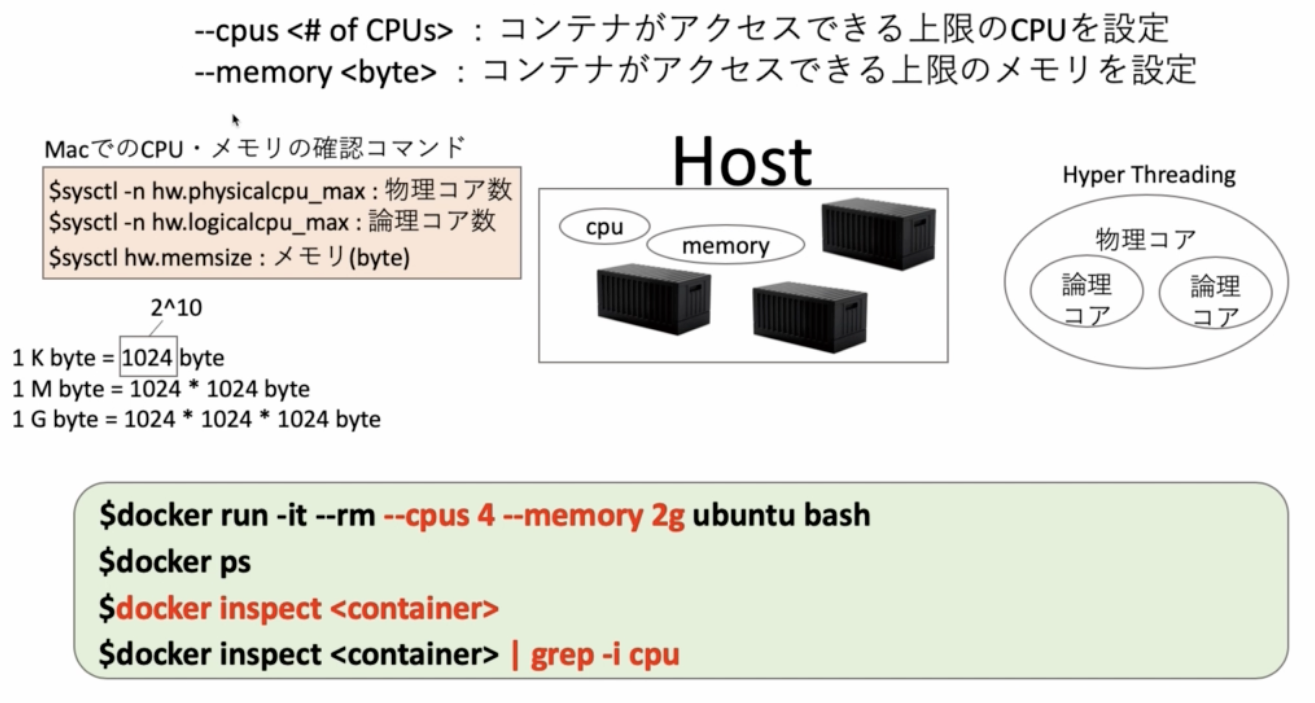 --cpus <# of CPUs> ：コンテナがアクセスできる上限のCPUを設定
--memory <byte> ：コンテナがアクセスできる上限のメモリを設定
MacでのCPU・メモリの確認コマンド
$sysctl -n hw.physicalcpu_max : 物理コア数
$sysctl -n hw.logicalcpu_max : 論理コア数
$sysctl hw.memsize : メモリ(byte)
2^10
1 K byte = 1024 byte
1 M byte = 1024 * 1024 byte
1 G byte = 1024 * 1024 * 1024 byte
Host
cpu
memory
Hyper Threading
物理コア
論理
コア
論理
コア
$docker run -it --rm --cpus 4 --memory 2g ubuntu bash
$docker ps
$docker inspect <container>
$docker inspect <container> | grep -i cpu